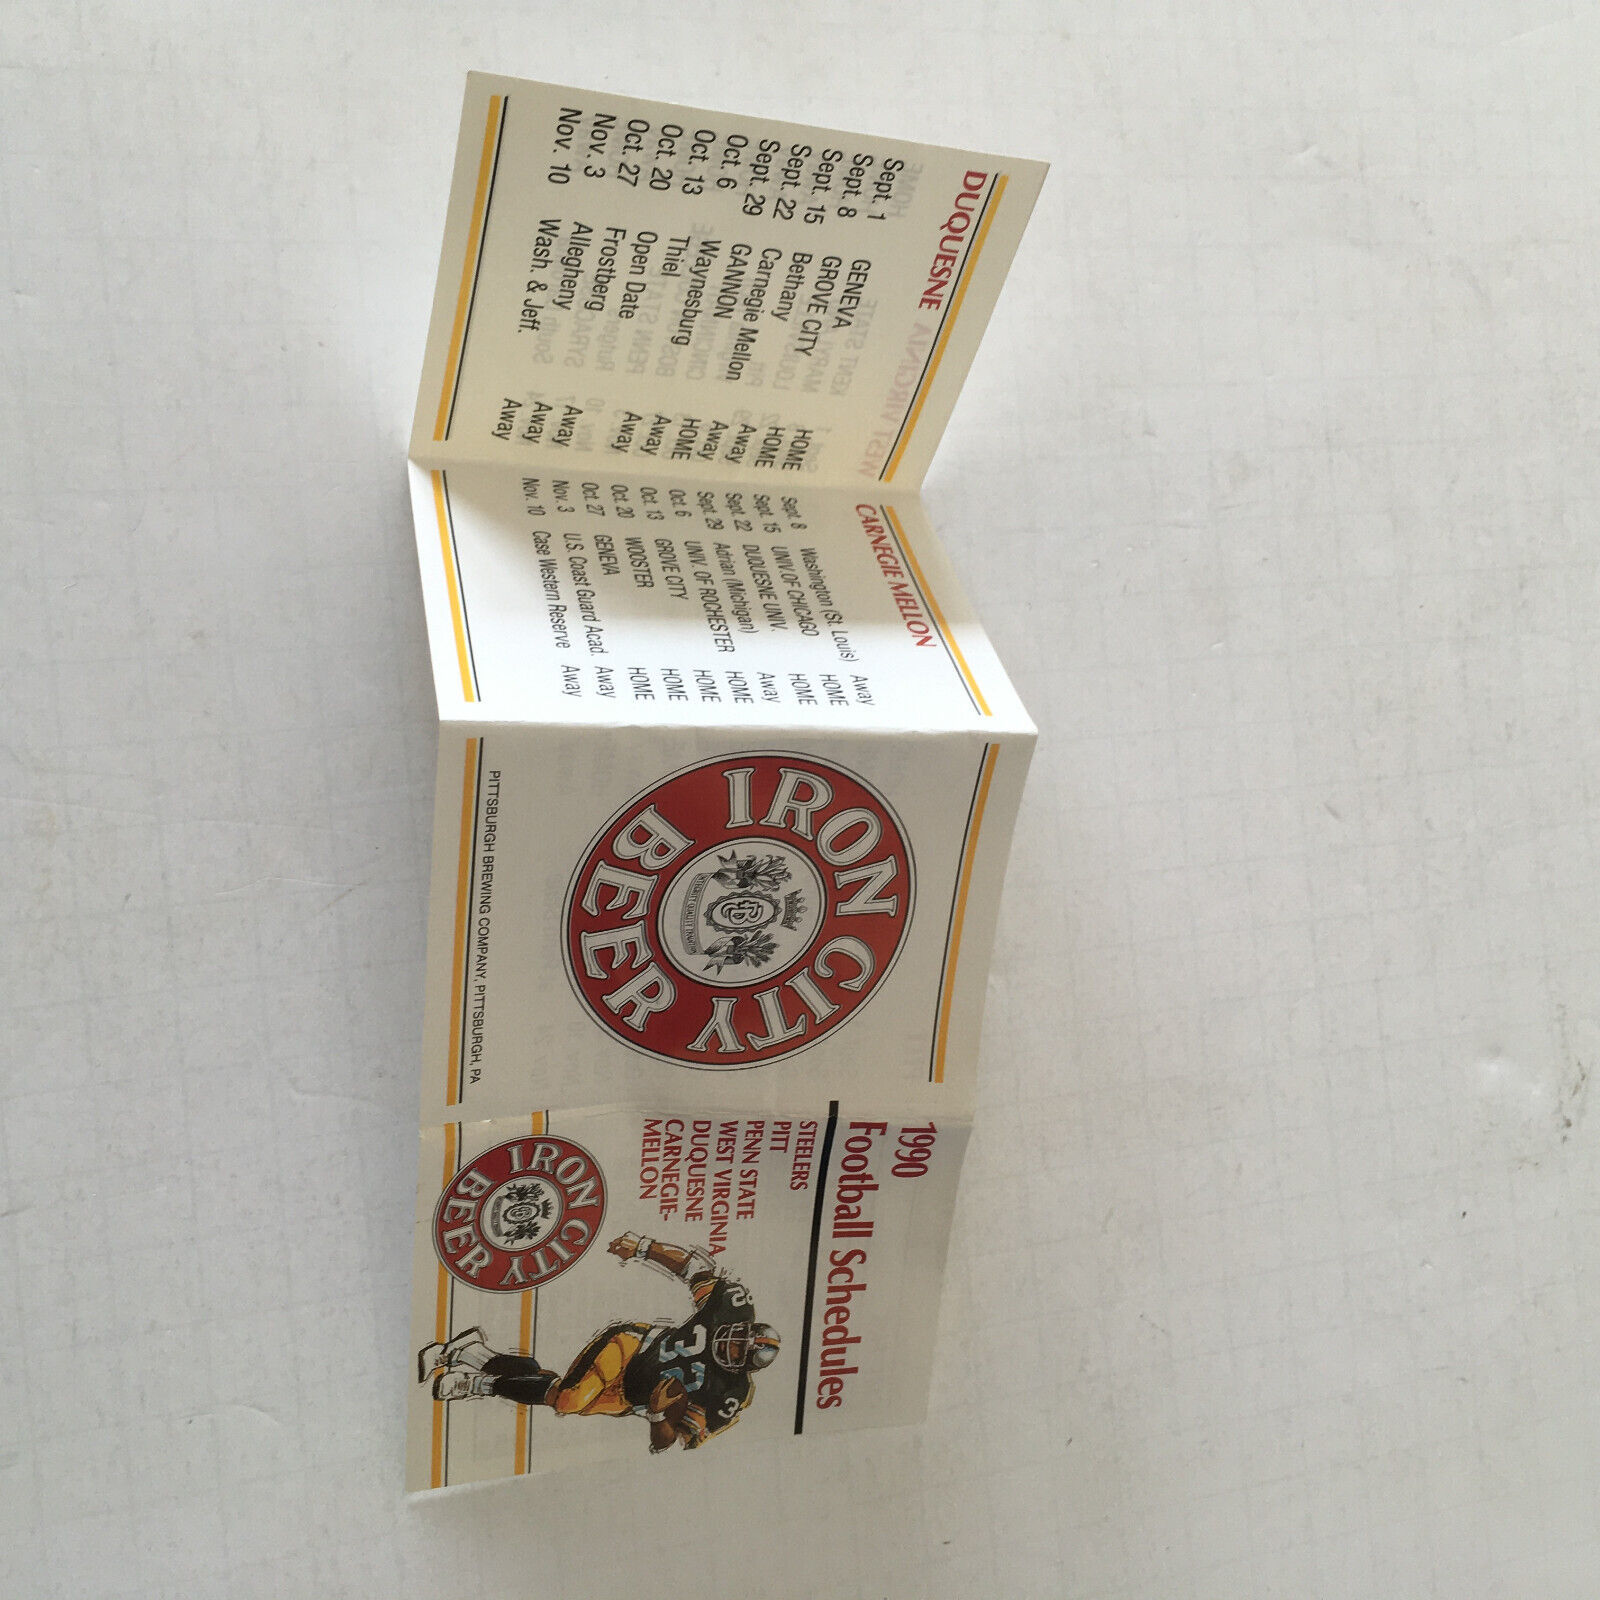 DUQUESNE
Sept. 1 GENEVA HOME
Sept. 8 GROVE CITY HOME
Sept. 15 Bethany Away
Sept. 22 Carnegie Mellon Away
Sept. 29 GANNON HOME
Oct. 6 Waynesburg Away
Oct. 13 Thiel Away
Oct. 20 Open Date
Oct. 27 Frostberg Away
Nov. 3 Allegheny Away
Nov. 10 Wash. & Jeff. Away
CARNEGIE MELLON
Sept. 8 Washington (St. Louis) Away
Sept. 15 UNIV. OF CHICAGO HOME
Sept. 22 DUQUESNE UNIV. HOME
Sept. 29 Adrian (Michigan) Away
Oct. 6 UNIV. OF ROCHESTER HOME
Oct. 13 GROVE CITY HOME
Oct. 20 WOOSTER HOME
Oct. 27 GENEVA HOME
Nov. 3 U.S. Coast Guard Acad. Away
Nov. 10 Case Western Reserve Away
IRON CITY
BEER
PITTSBURGH BREWING COMPANY, PITTSBURGH, PA
1990
Football Schedules
STEELERS
PITT
PENN STATE
WEST VIRGINIA
DUQUESNE
CARNEGIE-
MELLON
32
IRON CITY
BEER